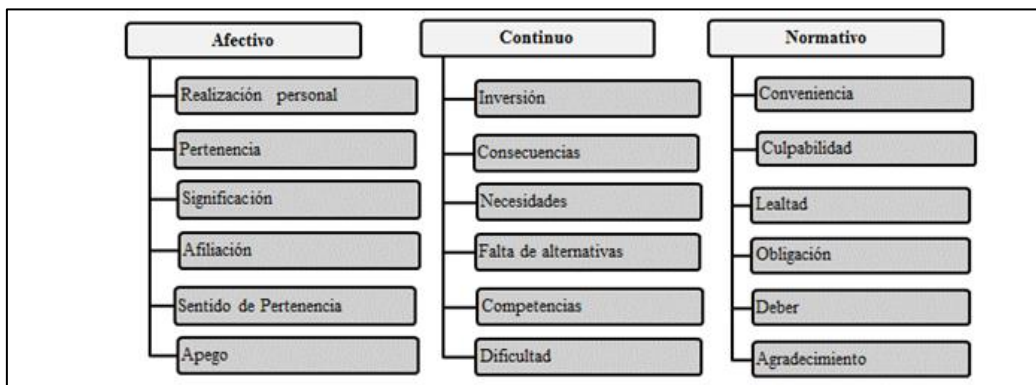 Afectivo
Realización personal
Pertenencia
Significación
Afiliación
Sentido de Pertenencia
Apego
Continuo
Inversión
Consecuencias
Necesidades
Falta de alternativas
Competencias
Dificultad
Normativo
Conveniencia
Culpabilidad
Lealtad
Obligación
Deber
Agradecimiento